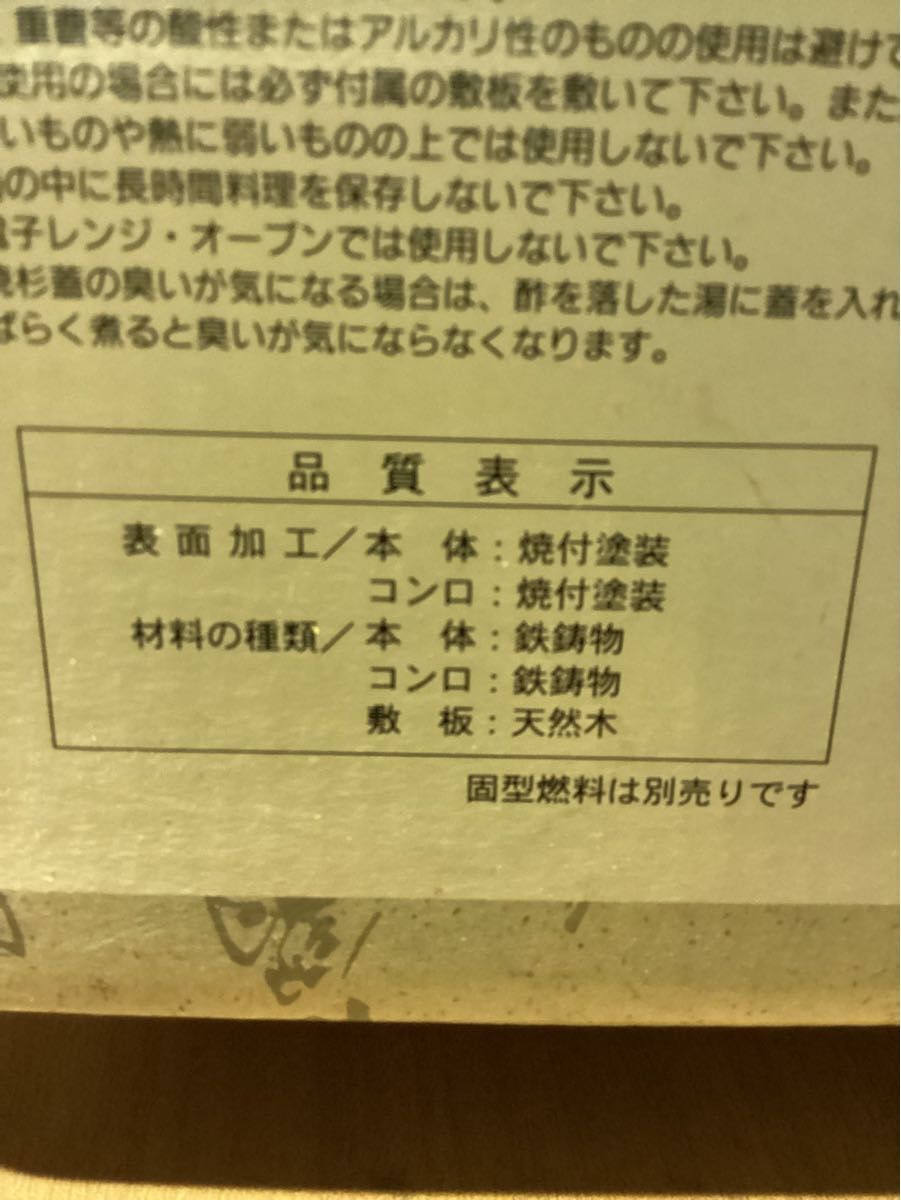 重曹等の酸性またはアルカリ性のものの使用は避けて
使用の場合には必ず付属の敷板を敷いて下さい。また
いものや熱に弱いものの上では使用しないで下さい。
の中に長時間料理を保存しないで下さい。
電子レンジ・オーブンでは使用しないで下さい。
焼杉蓋の臭いが気になる場合は、酢を落した湯に蓋を入れ
ばらく煮ると臭いが気にならなくなります。
品質表示
表面加工／本体：焼付塗装
コンロ：焼付塗装
材料の種類／本体：鉄鋳物
コンロ：鉄鋳物
敷板：天然木
固型燃料は別売りです